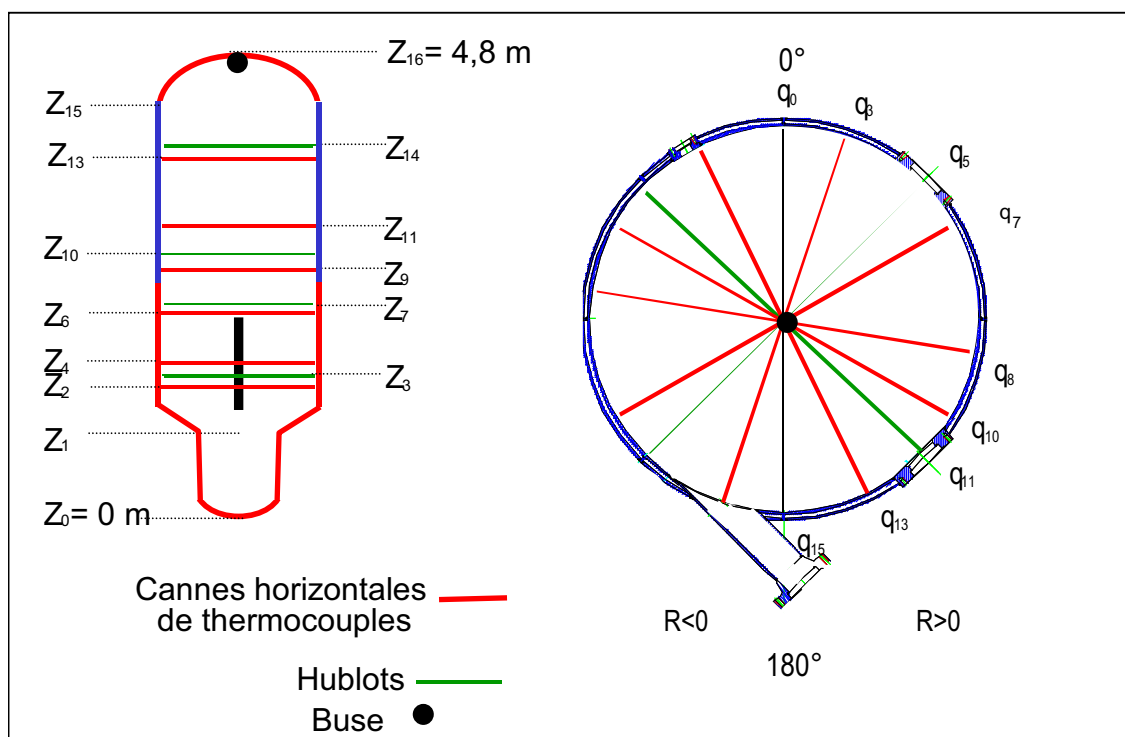 Z16= 4,8 m
Z15
Z13
Z14
Z11
Z10
Z9
Z6
Z7
Z4
Z2
Z3
Z1
Z0= 0 m
Cannes horizontales
de thermocouples
Hublots
Buse
0°
q0
q3
q5
q7
q8
q10
q11
q13
q15
R<0
R>0
180°